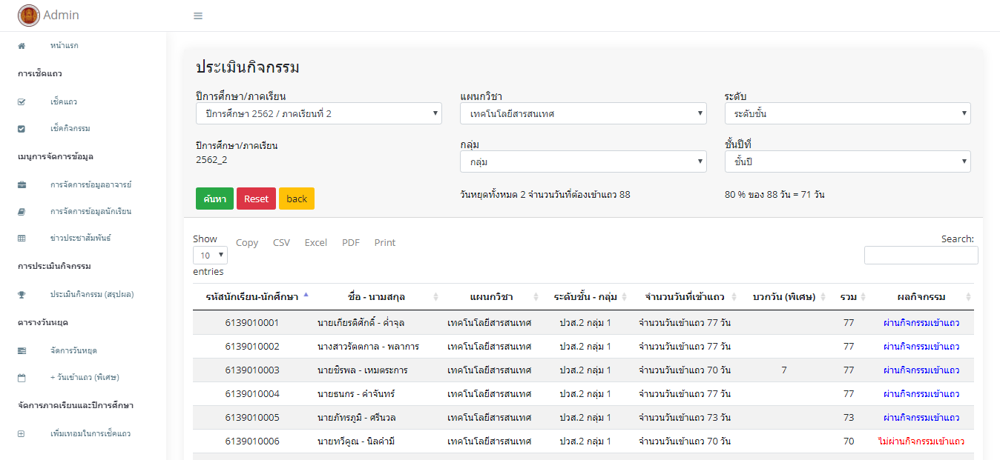 Admin
หน้าแรก
การเช็คแถว
เช็คแถว
เช็คกิจกรรม
เมนูการจัดการข้อมูล
การจัดการข้อมูลอาจารย์
การจัดการข้อมูลนักเรียน
ข่าวประชาสัมพันธ์
การประเมินกิจกรรม
ประเมินกิจกรรม (สรุปผล)
ตารางวันหยุด
จัดการวันหยุด
+ วันเข้าแถว (พิเศษ)
จัดการภาคเรียนและปีการศึกษา
เพิ่มเทอมในการเช็คแถว
ประเมินกิจกรรม
ปีการศึกษา/ภาคเรียน แผนกวิชา ระดับ
ปีการศึกษา 2562 / ภาคเรียนที่ 2 เทคโนโลยีสารสนเทศ ระดับชั้น
ปีการศึกษา/ภาคเรียน กลุ่ม ชั้นปีที่
2562_2 กลุ่ม ชั้นปี
ค้นหา Reset back วันหยุดทั้งหมด 2 จำนวนวันที่ต้องเข้าแถว 88 80 % ของ 88 วัน = 71 วัน
Show Copy CSV Excel PDF Print Search:
10
entries
รหัสนักเรียน-นักศึกษา ชื่อ - นามสกุล แผนกวิชา ระดับชั้น - กลุ่ม จำนวนวันที่เข้าแถว บวกวัน (พิเศษ) รวม ผลกิจกรรม
6139010001 นายเกียรติศักดิ์ - ค่ำจุล เทคโนโลยีสารสนเทศ ปวส.2 กลุ่ม 1 จำนวนวันเข้าแถว 77 วัน 77 ผ่านกิจกรรมเข้าแถว
6139010002 นางสาวรัตตกาล - พลาการ เทคโนโลยีสารสนเทศ ปวส.2 กลุ่ม 1 จำนวนวันเข้าแถว 77 วัน 77 ผ่านกิจกรรมเข้าแถว
6139010003 นายชิรพล - เหมตระการ เทคโนโลยีสารสนเทศ ปวส.2 กลุ่ม 1 จำนวนวันเข้าแถว 70 วัน 7 77 ผ่านกิจกรรมเข้าแถว
6139010004 นายธนกร - คำจันทร์ เทคโนโลยีสารสนเทศ ปวส.2 กลุ่ม 1 จำนวนวันเข้าแถว 77 วัน 77 ผ่านกิจกรรมเข้าแถว
6139010005 นายภัทรภูมิ - ศรีนวล เทคโนโลยีสารสนเทศ ปวส.2 กลุ่ม 1 จำนวนวันเข้าแถว 73 วัน 73 ผ่านกิจกรรมเข้าแถว
6139010006 นายทวีคูณ - นิลคำมี เทคโนโลยีสารสนเทศ ปวส.2 กลุ่ม 1 จำนวนวันเข้าแถว 70 วัน 70 ไม่ผ่านกิจกรรมเข้าแถว